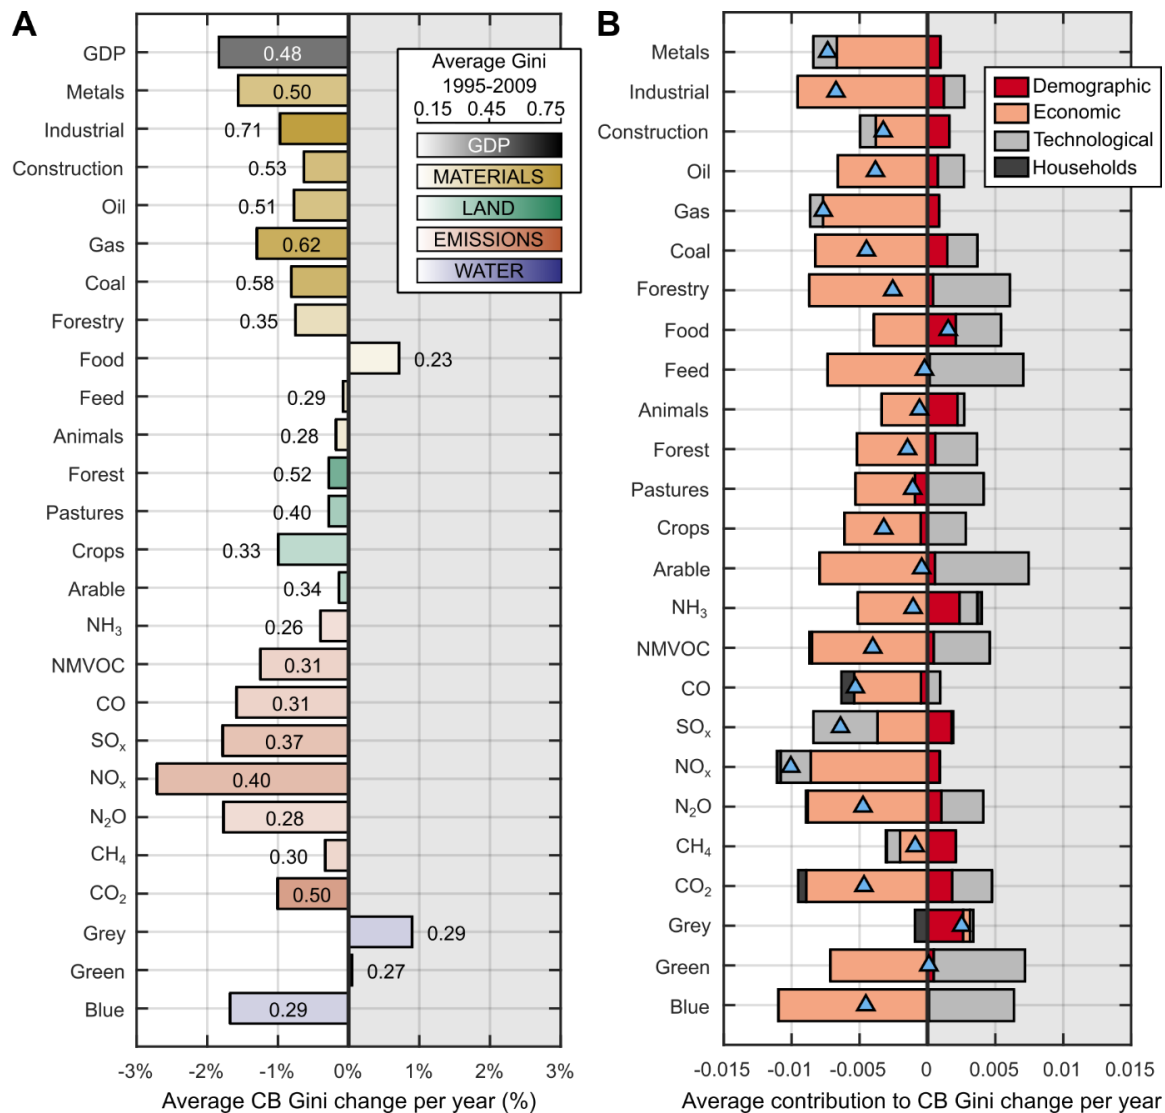 A
GDP
0.48
Metals
0.50
Industrial
0.71
Construction
0.53
Oil
0.51
Gas
0.62
Coal
0.58
Forestry
0.35
Food
0.23
Feed
0.29
Animals
0.28
Forest
0.52
Pastures
0.40
Crops
0.33
Arable
0.34
NH₃
0.26
NMVOC
0.31
CO
0.31
SOₓ
0.37
NOₓ
0.40
N₂O
0.28
CH₄
0.30
CO₂
0.50
Grey
0.29
Green
0.27
Blue
0.29
-3% -2% -1% 0% 1% 2% 3%
Average CB Gini change per year (%)
Average Gini
1995-2009
0.15 0.45 0.75
GDP
MATERIALS
LAND
EMISSIONS
WATER
B
Metals
Industrial
Construction
Oil
Gas
Coal
Forestry
Food
Feed
Animals
Forest
Pastures
Crops
Arable
NH₃
NMVOC
CO
SOₓ
NOₓ
N₂O
CH₄
CO₂
Grey
Green
Blue
-0.015 -0.01 -0.005 0 0.005 0.01 0.015
Average contribution to CB Gini change per year
Demographic
Economic
Technological
Households